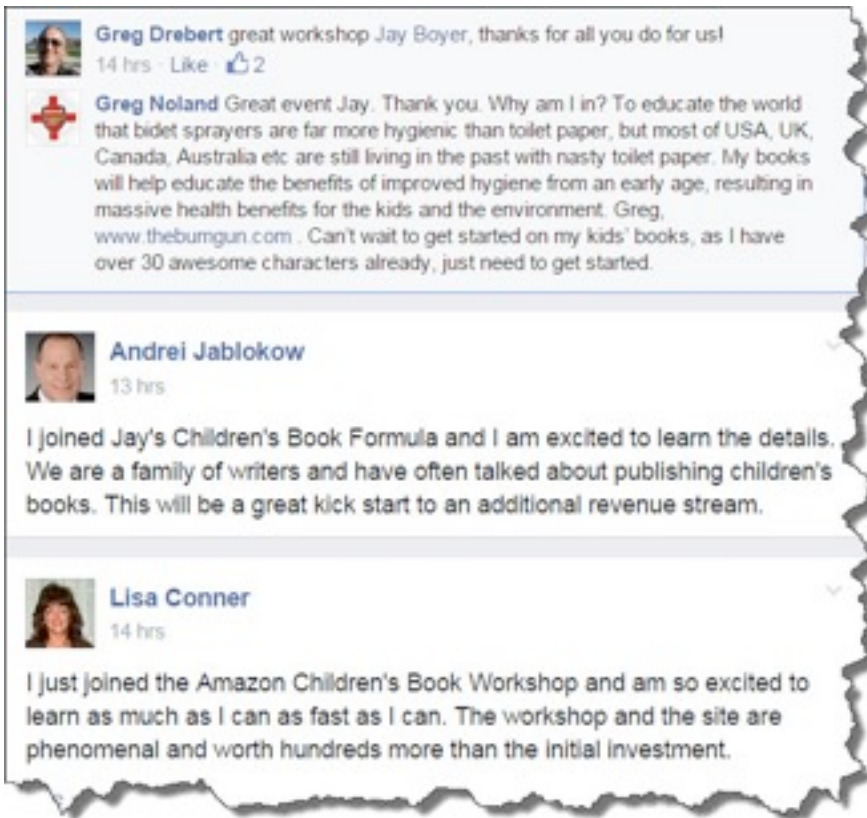 Greg Drebert great workshop Jay Boyer, thanks for all you do for us!
14 hrs · Like · 2
Greg Noland Great event Jay. Thank you. Why am I in? To educate the world
that bidet sprayers are far more hygienic than toilet paper, but most of USA, UK,
Canada, Australia etc are still living in the past with nasty toilet paper. My books
will help educate the benefits of improved hygiene from an early age, resulting in
massive health benefits for the kids and the environment. Greg,
www.thebumgun.com . Can't wait to get started on my kids' books, as I have
over 30 awesome characters already, just need to get started.
Andrei Jablokow
13 hrs
I joined Jay's Children's Book Formula and I am excited to learn the details.
We are a family of writers and have often talked about publishing children's
books. This will be a great kick start to an additional revenue stream.
Lisa Conner
14 hrs
I just joined the Amazon Children's Book Workshop and am so excited to
learn as much as I can as fast as I can. The workshop and the site are
phenomenal and worth hundreds more than the initial investment.